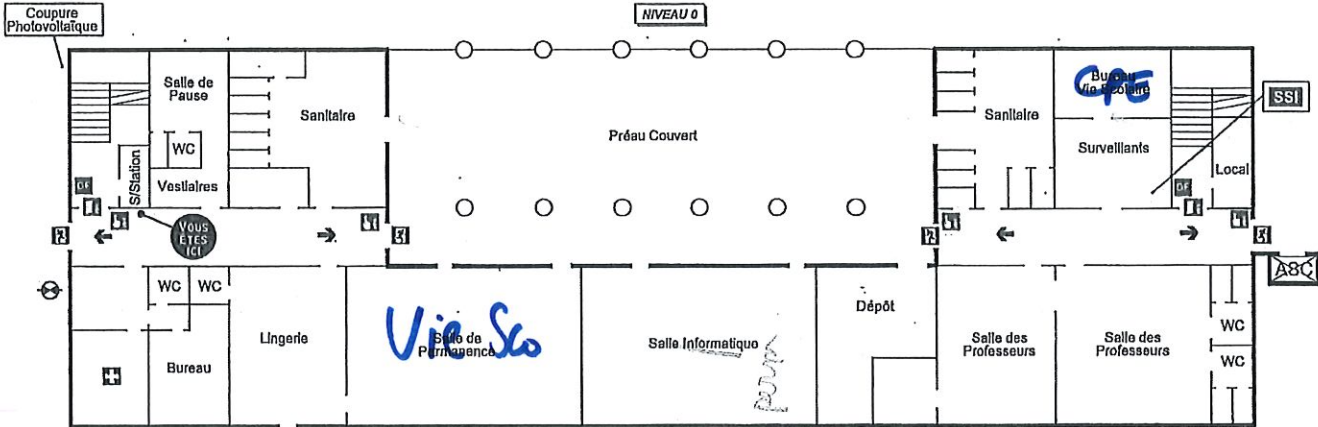 Coupure
Photovoltaïque
NIVEAU 0
Salle de
Pause
Sanitaire
WC
S/Station
Vestiaires
DF
VOUS
ÊTES
ICI
Préau Couvert
Sanitaire
Bureau
Vie Scolaire
CPE
Surveillants
SSI
Local
DF
ASC
WC
WC
Lingerie
Bureau
Vie Sco
Salle de
Permanence
Salle Informatique
Dépôt
Salle des
Professeurs
Salle des
Professeurs
WC
WC